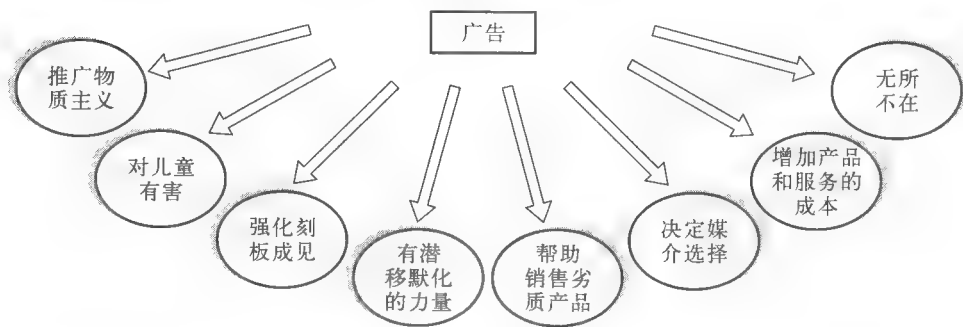 广告
推广物
质主义
对儿童
有害
强化刻
板成见
有潜
移默化
的力量
帮助
销售劣
质产品
决定媒
介选择
增加产品
和服务的
成本
无所
不在